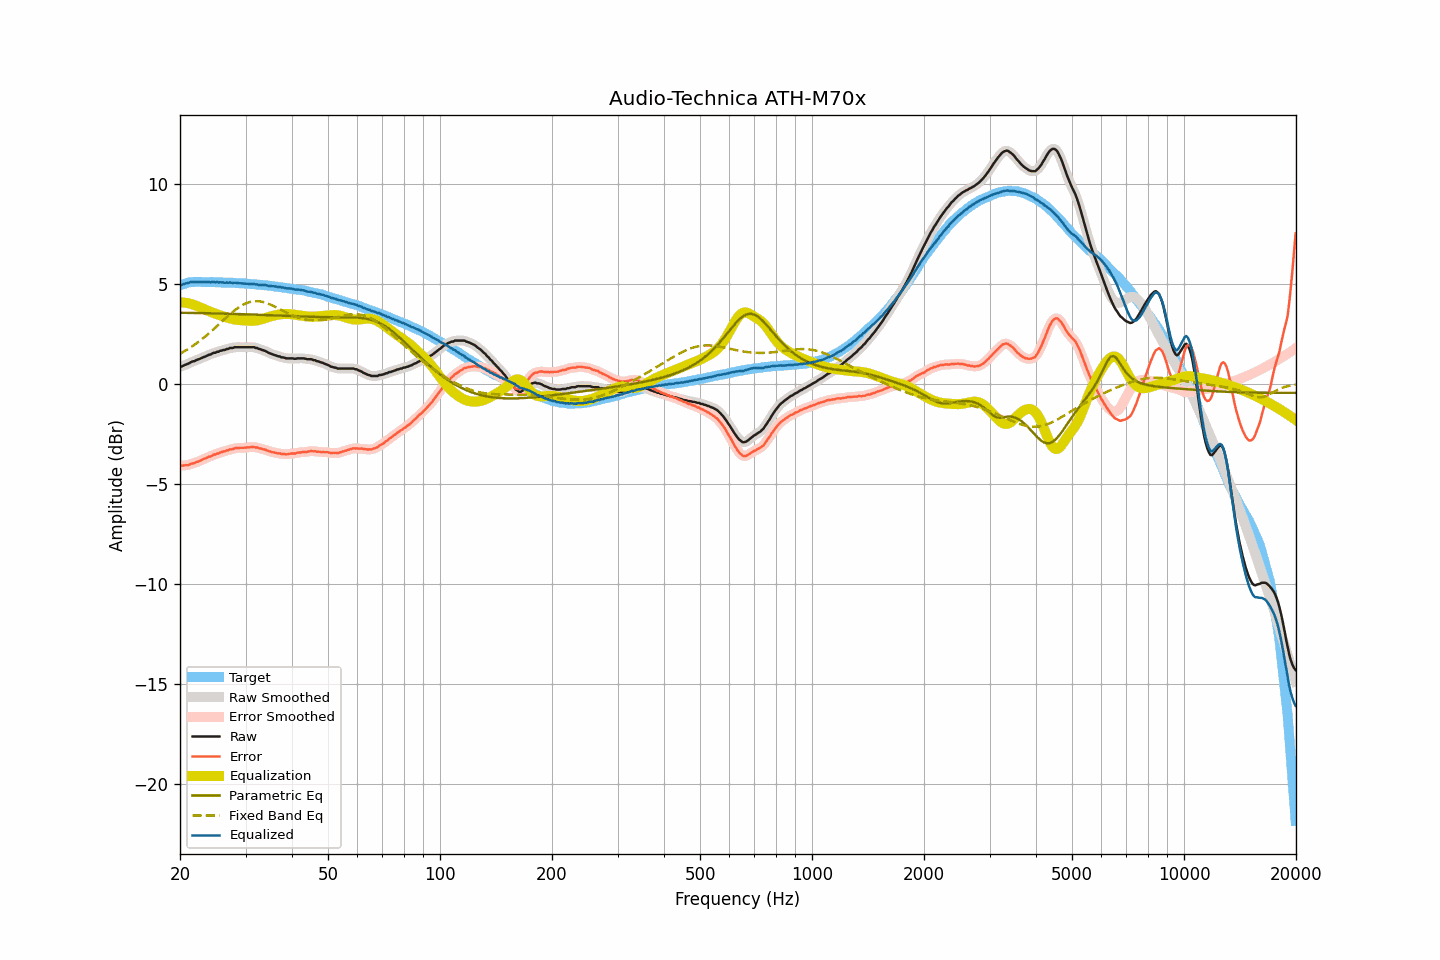 Audio-Technica ATH-M70x
10
5
0
−5
−10
−15
−20
Amplitude (dBr)
Target
Raw Smoothed
Error Smoothed
Raw
Error
Equalization
Parametric Eq
Fixed Band Eq
Equalized
20 50 100 200 500 1000 2000 5000 10000 20000
Frequency (Hz)